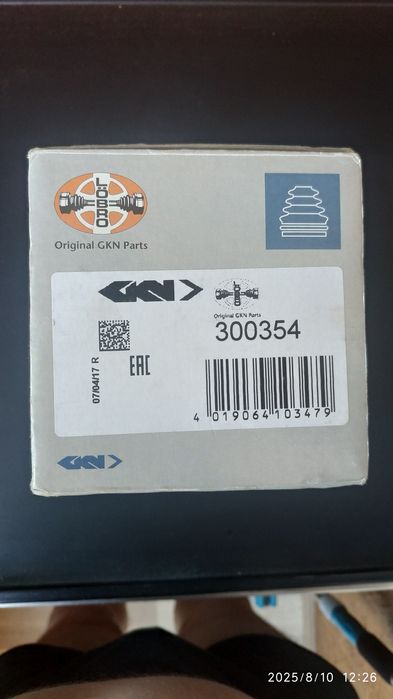 LÖBRO
Original GKN Parts
GKN
LÖBRO
Original GKN Parts
300354
07/04/17 R
EAC
4 019064 103479
GKN
2025/8/10 12:26